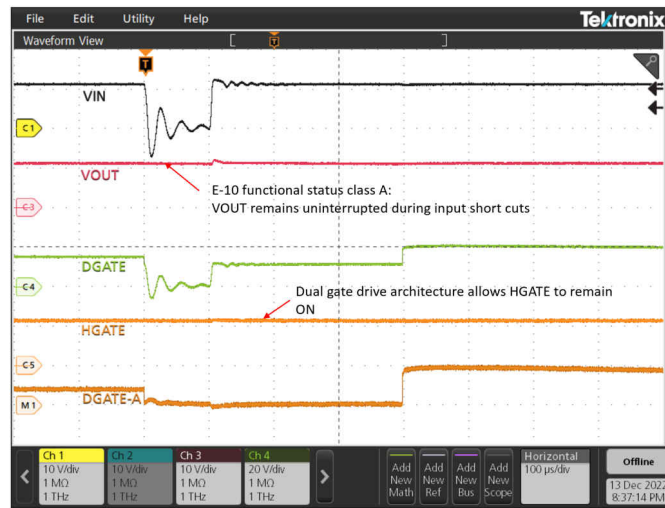 File Edit Utility Help
Tektronix
Waveform View
[ T ]
T
VIN
C1
VOUT
E-10 functional status class A:
VOUT remains uninterrupted during input short cuts
C3
DGATE
C4
Dual gate drive architecture allows HGATE to remain
ON
HGATE
C5
DGATE-A
M1
Ch 1 Ch 2 Ch 3 Ch 4
10 V/div 10 V/div 10 V/div 20 V/div
1 MΩ 1 MΩ 1 MΩ 1 MΩ
1 THz 1 THz 1 THz 1 THz
Add New Math
Add New Ref
Add New Bus
Add New Scope
Horizontal
100 µs/div
Offline
13 Dec 2022
8:37:14 PM